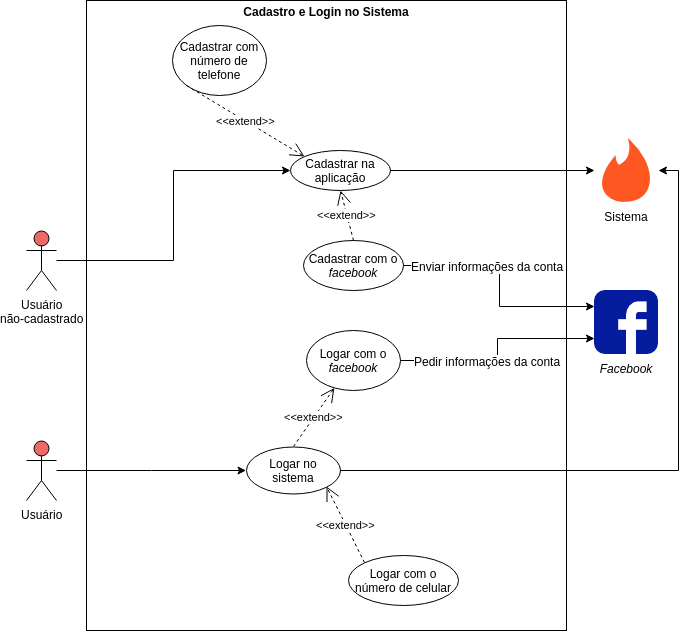 Cadastro e Login no Sistema
Cadastrar com
número de
telefone
<<extend>>
Cadastrar na
aplicação
Sistema
<<extend>>
Cadastrar com o
facebook
Enviar informações da conta
Usuário
não-cadastrado
Logar com o
facebook
Pedir informações da conta
Facebook
<<extend>>
Logar no
sistema
Usuário
<<extend>>
Logar com o
número de celular